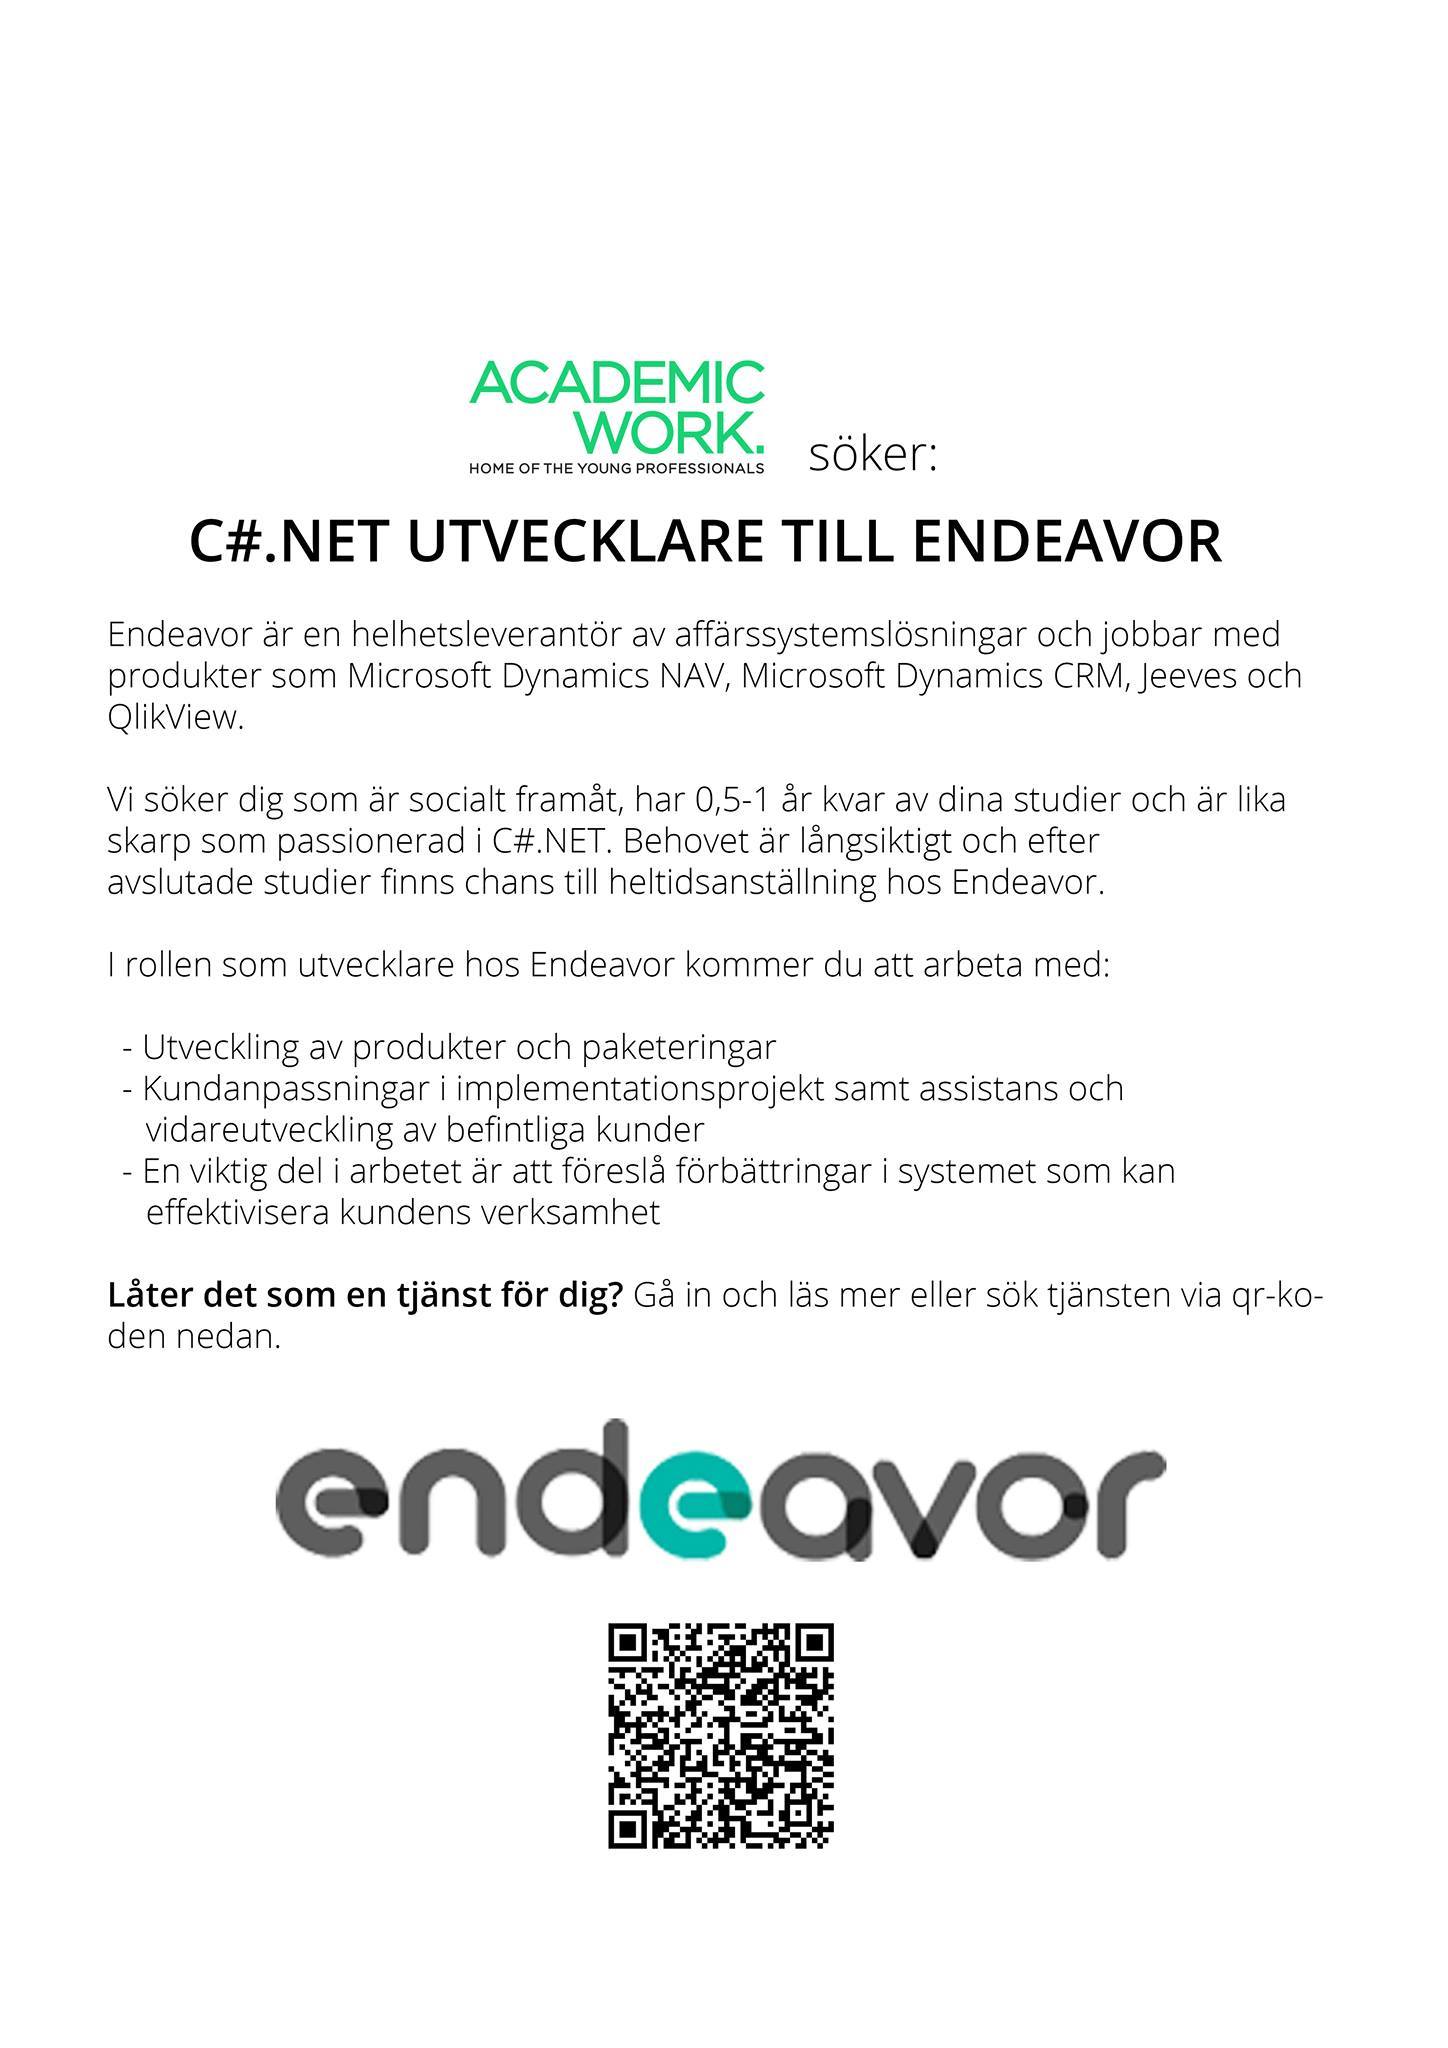 ACADEMIC
WORK.
HOME OF THE YOUNG PROFESSIONALS
söker:
C#.NET UTVECKLARE TILL ENDEAVOR
Endeavor är en helhetsleverantör av affärssystemslösningar och jobbar med
produkter som Microsoft Dynamics NAV, Microsoft Dynamics CRM, Jeeves och
QlikView.
Vi söker dig som är socialt framåt, har 0,5-1 år kvar av dina studier och är lika
skarp som passionerad i C#.NET. Behovet är långsiktigt och efter
avslutade studier finns chans till heltidsanställning hos Endeavor.
I rollen som utvecklare hos Endeavor kommer du att arbeta med:
- Utveckling av produkter och paketeringar
- Kundanpassningar i implementationsprojekt samt assistans och
vidareutveckling av befintliga kunder
- En viktig del i arbetet är att föreslå förbättringar i systemet som kan
effektivisera kundens verksamhet
Låter det som en tjänst för dig? Gå in och läs mer eller sök tjänsten via qr-ko-
den nedan.
endeavor